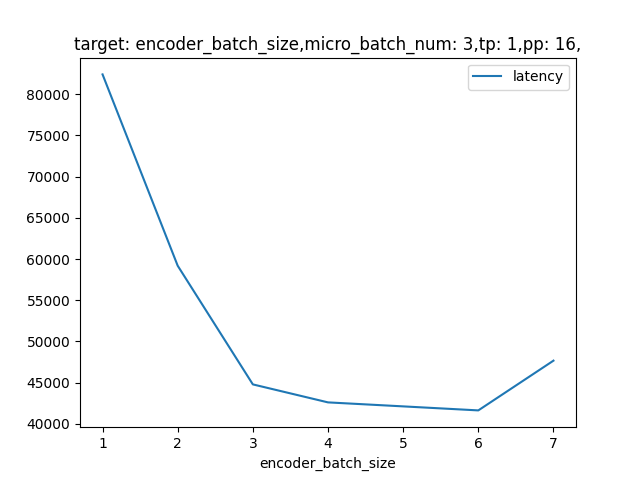 target: encoder_batch_size,micro_batch_num: 3,tp: 1,pp: 16,
latency
80000
75000
70000
65000
60000
55000
50000
45000
40000
1 2 3 4 5 6 7
encoder_batch_size